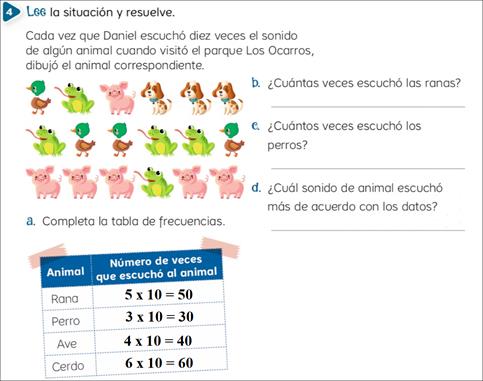 4 Lee la situación y resuelve.
Cada vez que Daniel escuchó diez veces el sonido
de algún animal cuando visitó el parque Los Ocarros,
dibujó el animal correspondiente.
a. Completa la tabla de frecuencias.
Animal Número de veces que escuchó al animal
Rana 5 x 10 = 50
Perro 3 x 10 = 30
Ave 4 x 10 = 40
Cerdo 6 x 10 = 60
b. ¿Cuántas veces escuchó las ranas?
c. ¿Cuántos veces escuchó los
perros?
d. ¿Cuál sonido de animal escuchó
más de acuerdo con los datos?